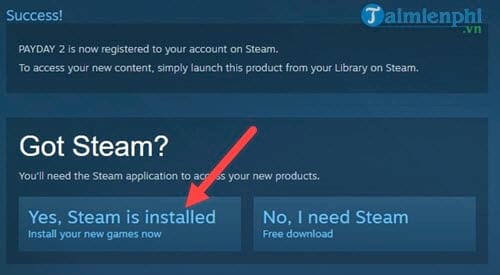 Success!
Taimienphi
.vn
PAYDAY 2 is now registered to your account on Steam.
To access your new content, simply launch this product from your Library on Steam.
Got Steam?
You'll need the Steam application to access your new products.
Yes, Steam is installed
Install your new games now
No, I need Steam
Free download